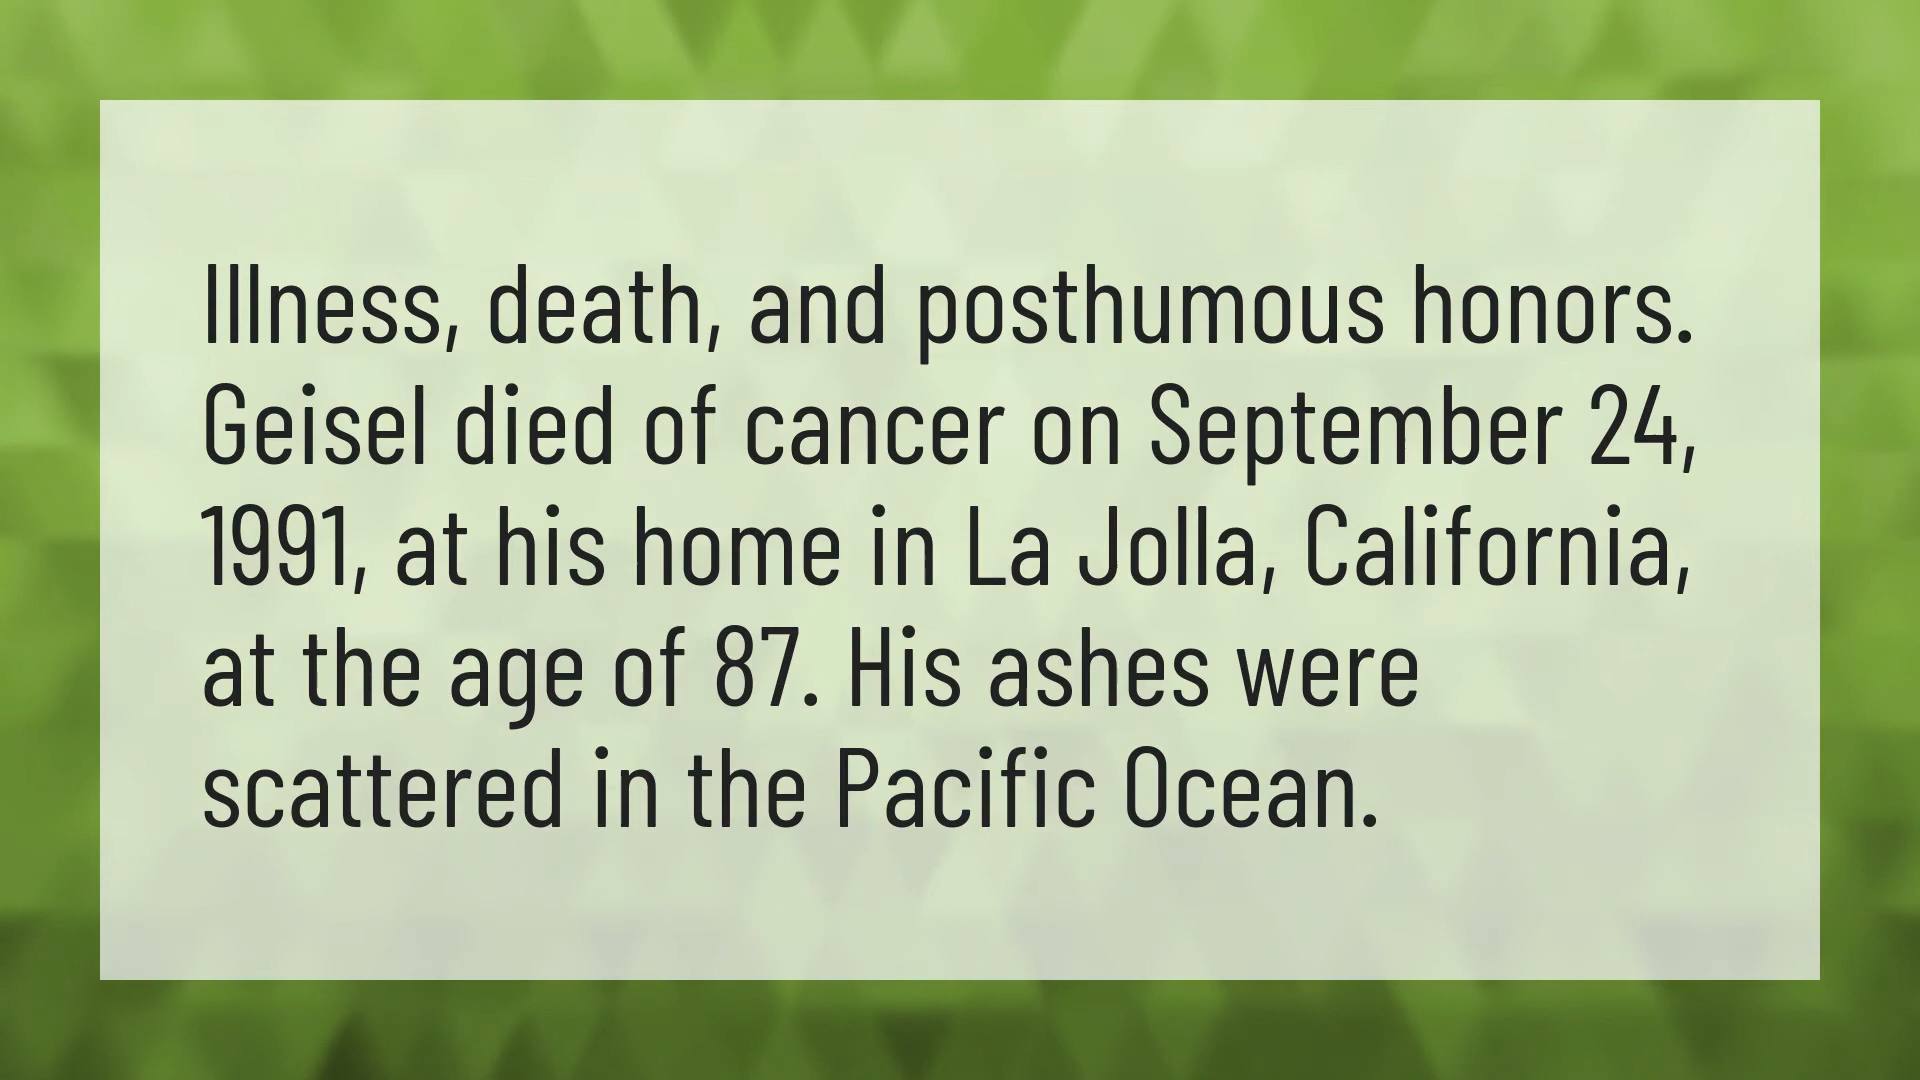 Illness, death, and posthumous honors.
Geisel died of cancer on September 24,
1991, at his home in La Jolla, California,
at the age of 87. His ashes were
scattered in the Pacific Ocean.